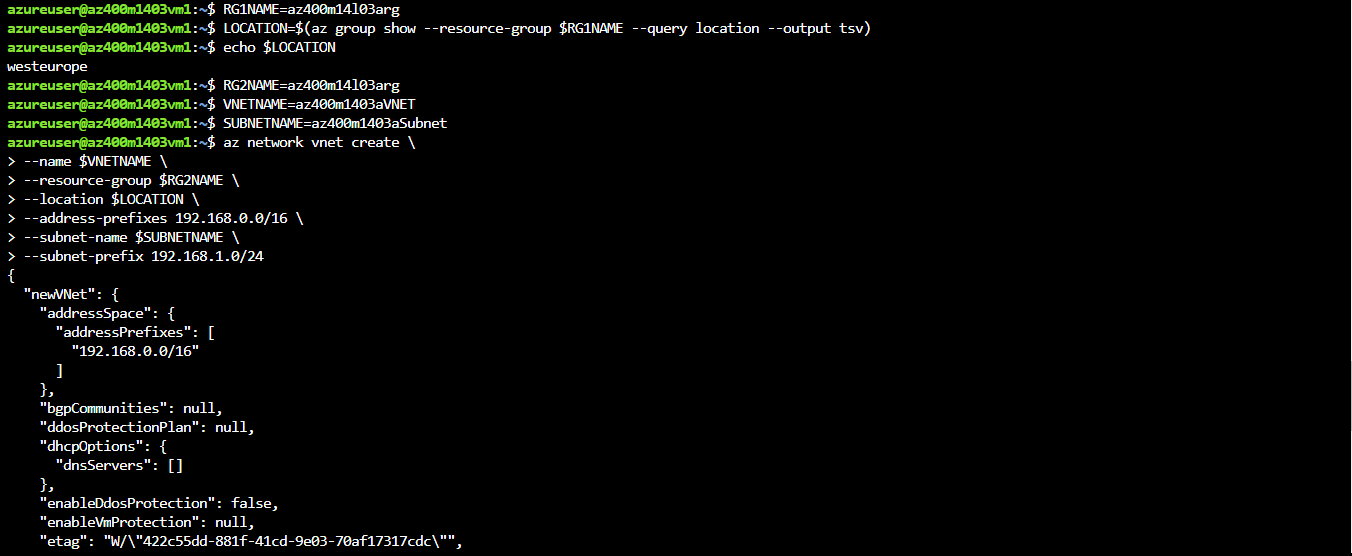 azureuser@az400m1403vm1:~$ RG1NAME=az400m14l03arg
azureuser@az400m1403vm1:~$ LOCATION=$(az group show --resource-group $RG1NAME --query location --output tsv)
azureuser@az400m1403vm1:~$ echo $LOCATION
westeurope
azureuser@az400m1403vm1:~$ RG2NAME=az400m14l03arg
azureuser@az400m1403vm1:~$ VNETNAME=az400m1403aVNET
azureuser@az400m1403vm1:~$ SUBNETNAME=az400m1403aSubnet
azureuser@az400m1403vm1:~$ az network vnet create \
> --name $VNETNAME \
> --resource-group $RG2NAME \
> --location $LOCATION \
> --address-prefixes 192.168.0.0/16 \
> --subnet-name $SUBNETNAME \
> --subnet-prefix 192.168.1.0/24
{
  "newVNet": {
    "addressSpace": {
      "addressPrefixes": [
        "192.168.0.0/16"
      ]
    },
    "bgpCommunities": null,
    "ddosProtectionPlan": null,
    "dhcpOptions": {
      "dnsServers": []
    },
    "enableDdosProtection": false,
    "enableVmProtection": null,
    "etag": "W/\"422c55dd-881f-41cd-9e03-70af17317cdc\"",